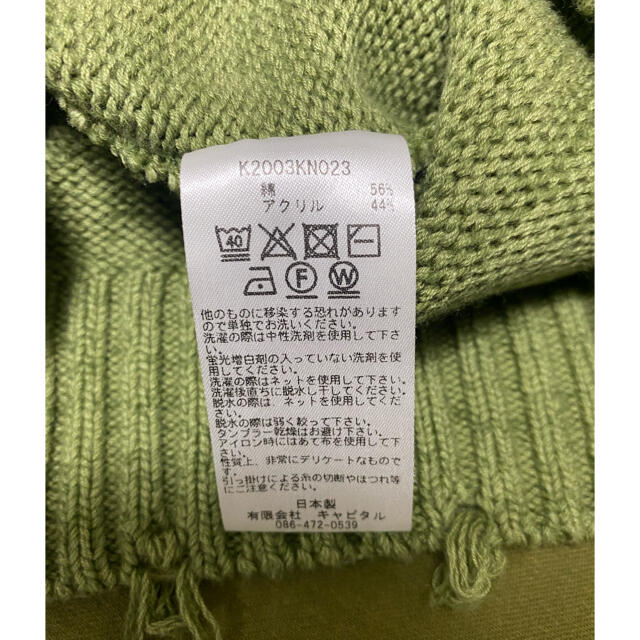 K2003KN023
綿 56%
アクリル 44%
40
F W
他のものに移染する恐れがあります
ので単独でお洗いください。
洗濯の際は中性洗剤を使用して下さ
い。
蛍光増白剤の入っていない洗剤を使
用してください。
洗濯の際はネットを使用して下さい。
洗濯後直ちに脱水し干してください。
脱水の際は、ネットを使用して下さ
い。
脱水の際は弱く絞って下さい。
タンブラー乾燥はお避け下さい。
アイロン時にはあて布を使用して下
さい。
性質上、非常にデリケートなもので
す。
引っ掛けによる糸の切断やほつれ等
にご注意ください。
日本製
有限会社 キャピタル
086-472-0539